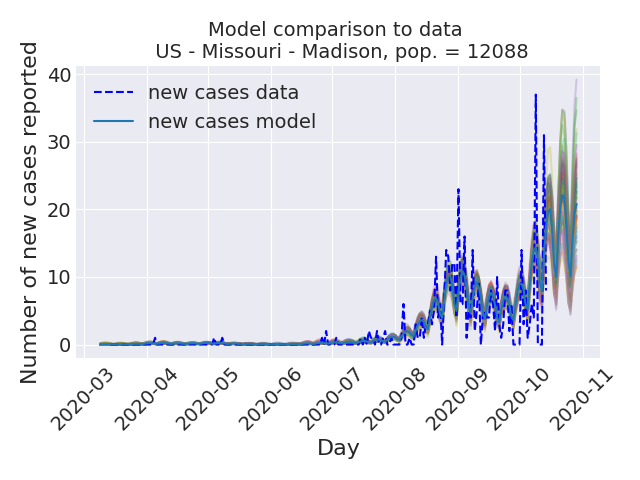 Model comparison to data
US - Missouri - Madison, pop. = 12088
Number of new cases reported
40
30
20
10
0
new cases data
new cases model
2020-03
2020-04
2020-05
2020-06
2020-07
2020-08
2020-09
2020-10
2020-11
Day